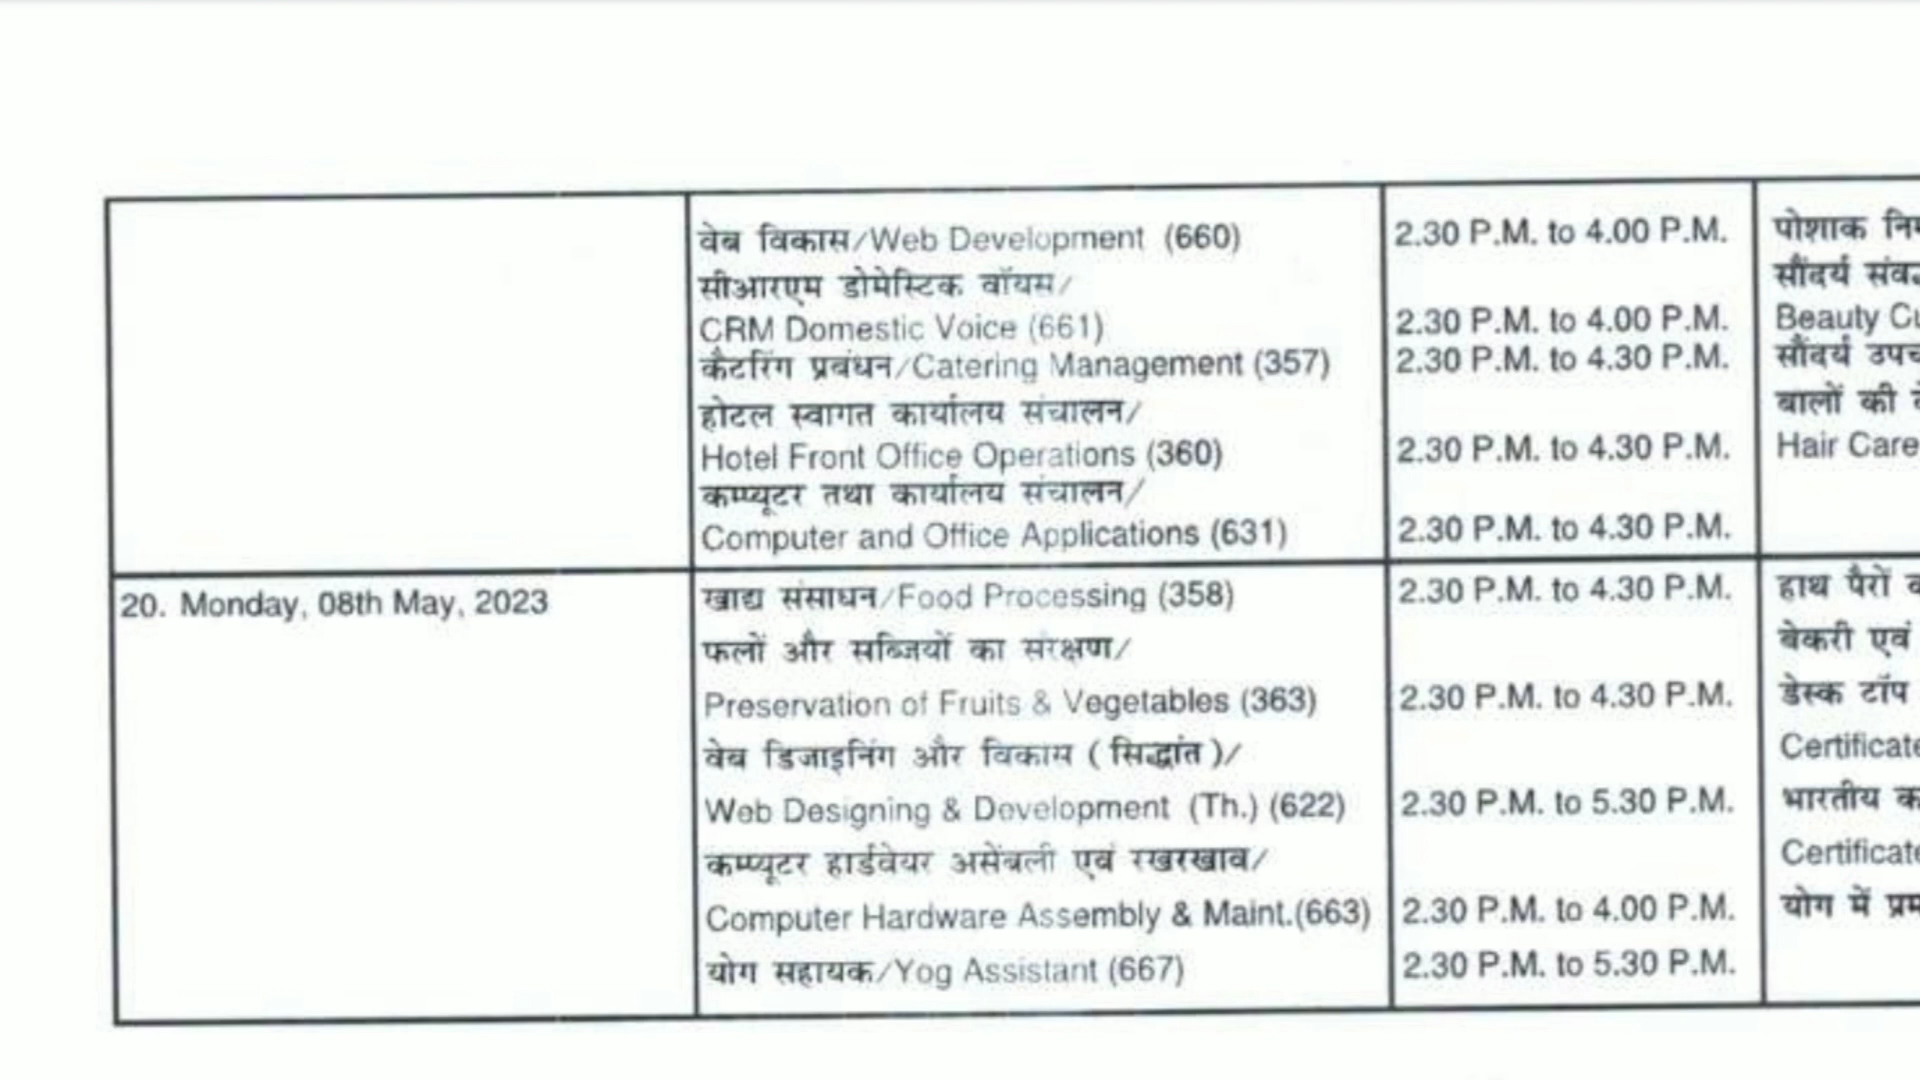 वेब विकास/Web Development (660) 2.30 P.M. to 4.00 P.M. पोशाक
सीआरएम डोमेस्टिक वॉयस/ सौंदर्य
CRM Domestic Voice (661) 2.30 P.M. to 4.00 P.M. Beauty
कैटरिंग प्रबंधन/Catering Management (357) 2.30 P.M. to 4.30 P.M. सौंदर्य
होटल स्वागत कार्यालय संचालन/ बालों की
Hotel Front Office Operations (360) 2.30 P.M. to 4.30 P.M. Hair Care
कम्प्यूटर तथा कार्यालय संचालन/
Computer and Office Applications (631) 2.30 P.M. to 4.30 P.M.
20. Monday, 08th May, 2023 खाद्य संसाधन/Food Processing (358) 2.30 P.M. to 4.30 P.M. हाथ पैरों
फलों और सब्जियों का संरक्षण/ बेकरी एवं
Preservation of Fruits & Vegetables (363) 2.30 P.M. to 4.30 P.M. डेस्क टॉप
वेब डिजाइनिंग और विकास (सिद्धांत)/ Certificate
Web Designing & Development (Th.) (622) 2.30 P.M. to 5.30 P.M. भारतीय
कम्प्यूटर हार्डवेयर असेंबली एवं रखरखाव/ Certificate
Computer Hardware Assembly & Maint.(663) 2.30 P.M. to 4.00 P.M. योग में
योग सहायक/Yog Assistant (667) 2.30 P.M. to 5.30 P.M.